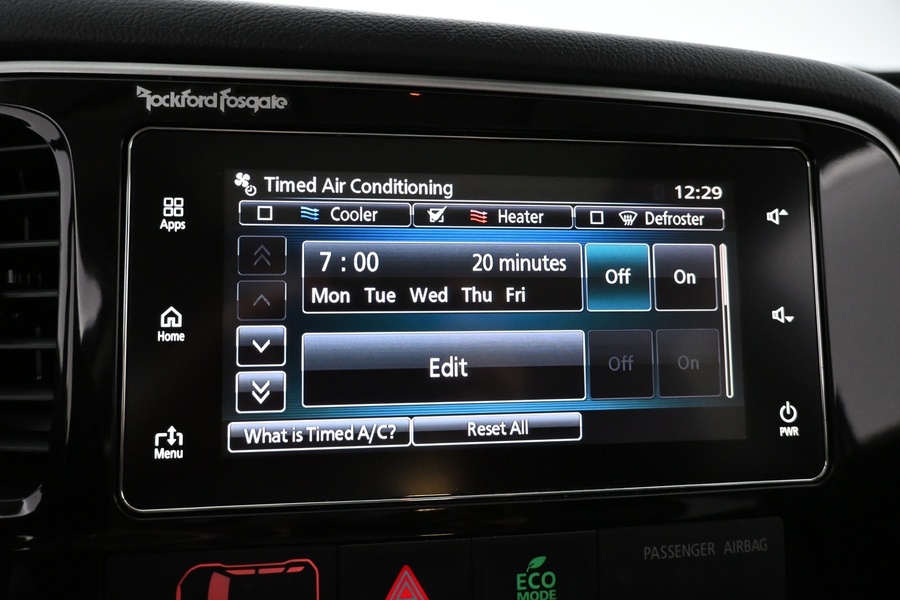 Rockford Fosgate
Timed Air Conditioning 12:29
Cooler Heater Defroster
Apps
7 : 00 20 minutes Off On
Mon Tue Wed Thu Fri
Home
Edit Off On
What is Timed A/C? Reset All
Menu
PWR
PASSENGER AIRBAG
ECO
MODE